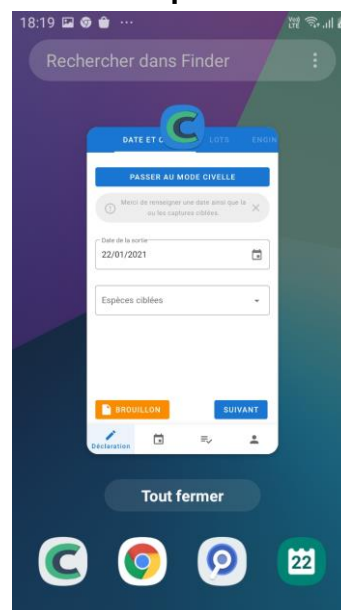 18:19
Rechercher dans Finder
DATE ET
LOTS
ENGIN
PASSER AU MODE CIVELLE
Merci de renseigner une date ainsi que la
ou les captures ciblées.
Date de la sortie
22/01/2021
Espèces ciblées
BROUILLON
SUIVANT
Déclaration
Tout fermer
22